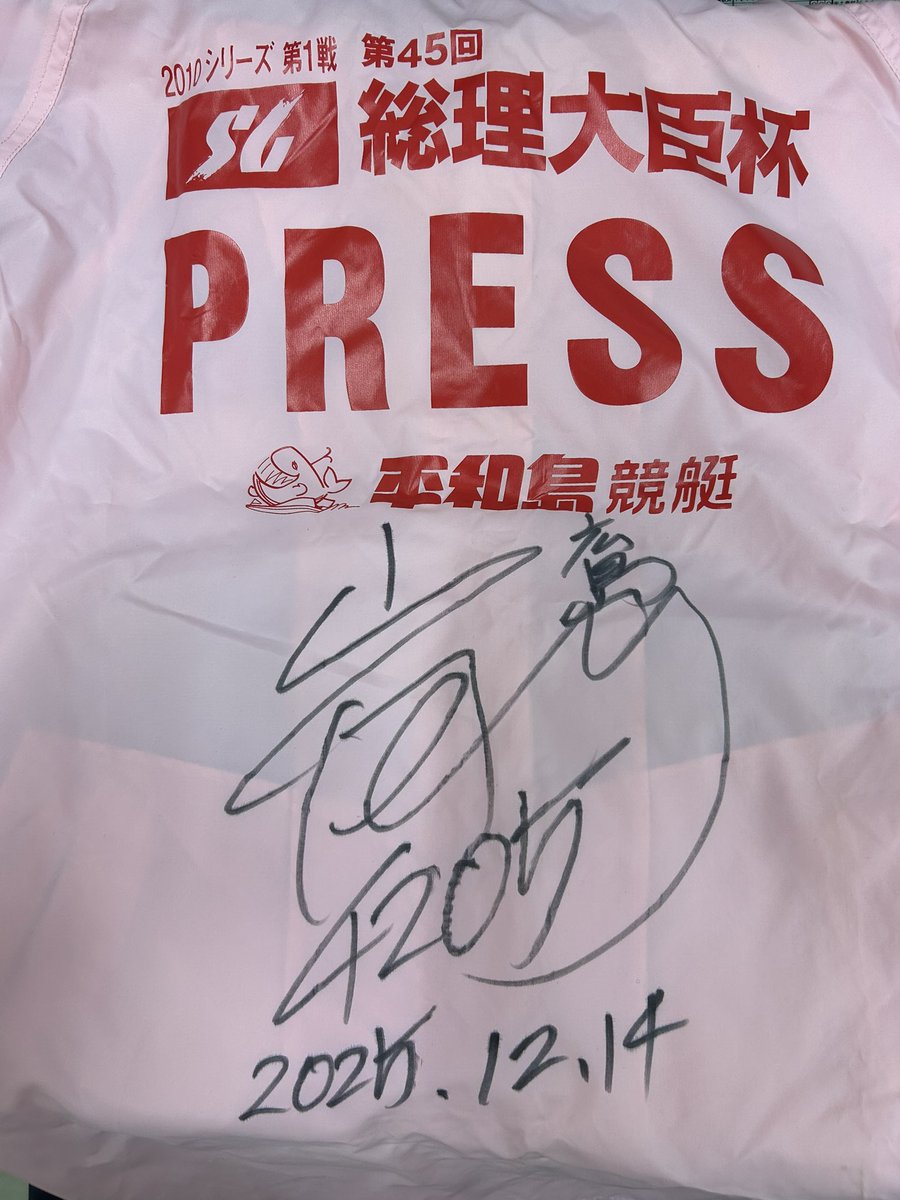 2010シリーズ 第1戦 第45回
SG 総理大臣杯
PRESS
平和島競艇
4205
2025.12.14